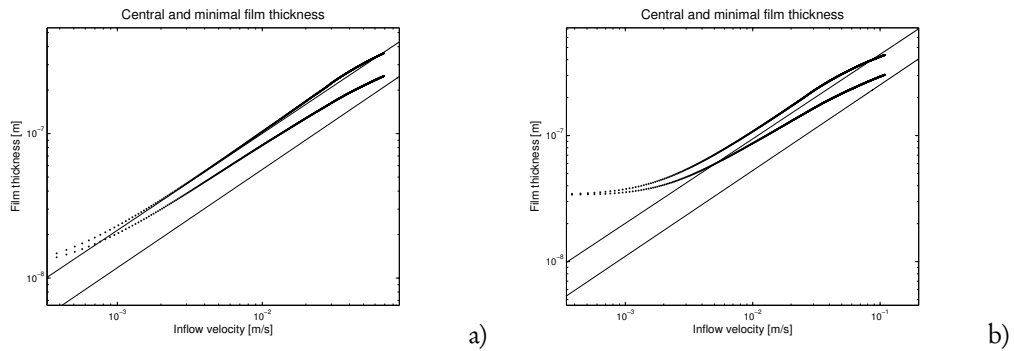 Central and minimal film thickness
Film thickness [m]
10⁻⁷
10⁻⁸
10⁻³
10⁻²
Inflow velocity [m/s]
a)
Central and minimal film thickness
Film thickness [m]
10⁻⁷
10⁻⁸
10⁻³
10⁻²
10⁻¹
Inflow velocity [m/s]
b)